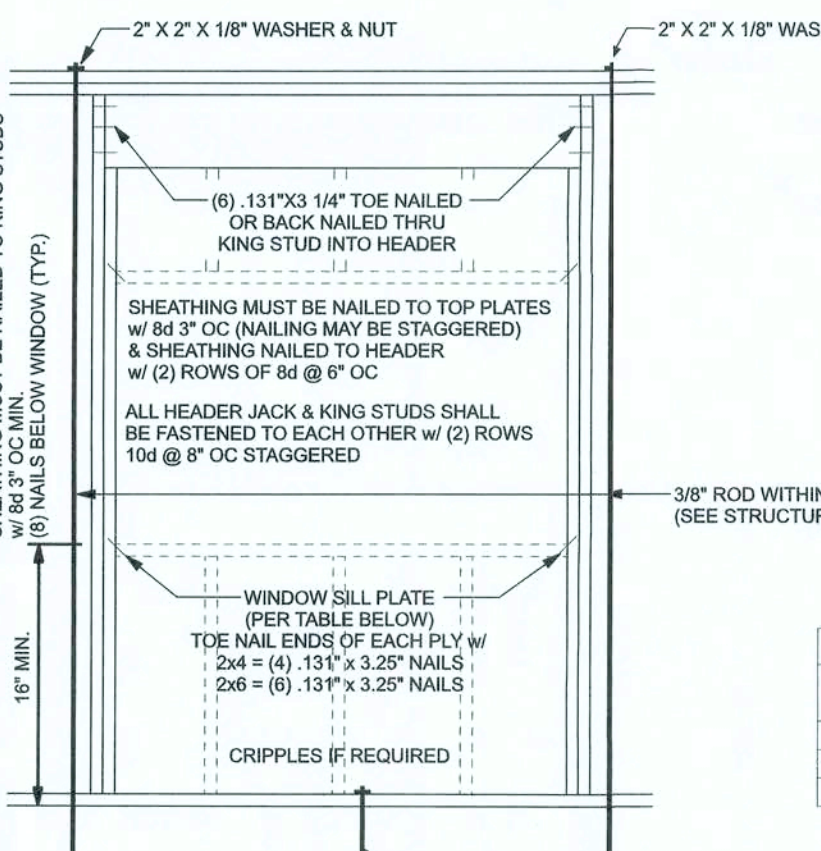 2" X 2" X 1/8" WASHER & NUT
2" X 2" X 1/8" WAS
(6) .131"X3 1/4" TOE NAILED
OR BACK NAILED THRU
KING STUD INTO HEADER
w/ 8d 3" OC MIN.
(8) NAILS BELOW WINDOW (TYP.)
SHEATHING MUST BE NAILED TO TOP PLATES
w/ 8d 3" OC (NAILING MAY BE STAGGERED)
& SHEATHING NAILED TO HEADER
w/ (2) ROWS OF 8d @ 6" OC
ALL HEADER JACK & KING STUDS SHALL
BE FASTENED TO EACH OTHER w/ (2) ROWS
10d @ 8" OC STAGGERED
3/8" ROD WITHIN
(SEE STRUCTUR
16" MIN.
WINDOW SILL PLATE
(PER TABLE BELOW)
TOE NAIL ENDS OF EACH PLY w/
2x4 = (4) .131" x 3.25" NAILS
2x6 = (6) .131" x 3.25" NAILS
CRIPPLES IF REQUIRED